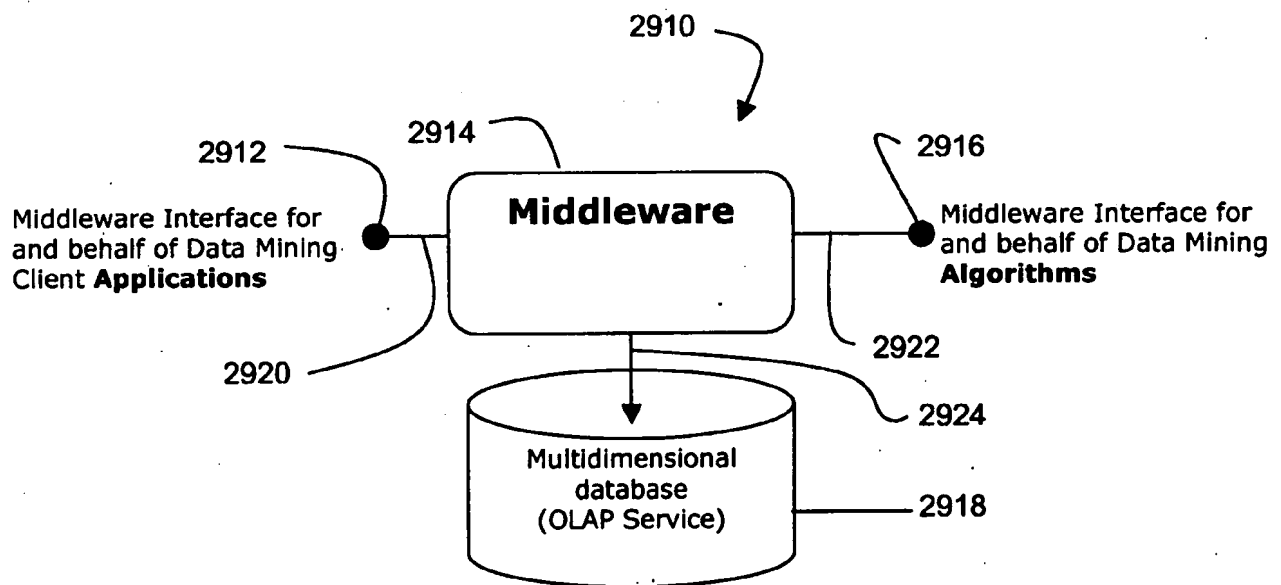 2910
2914
2912
2916
Middleware
Middleware Interface for
and behalf of Data Mining
Client Applications
Middleware Interface for
and behalf of Data Mining
Algorithms
2920
2922
2924
Multidimensional
database
(OLAP Service)
2918